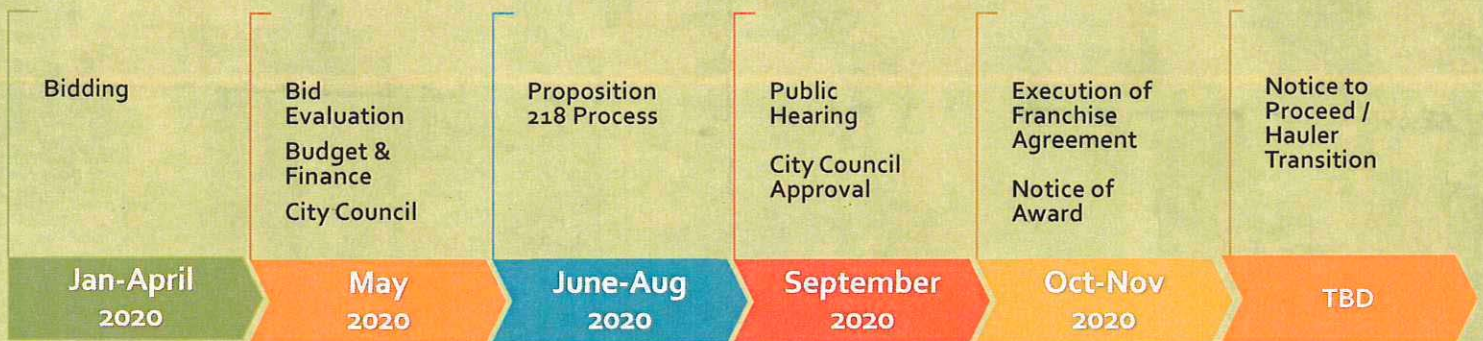 Bidding
Bid
Evaluation
Budget &
Finance
City Council
Proposition
218 Process
Public
Hearing
City Council
Approval
Execution of
Franchise
Agreement
Notice of
Award
Notice to
Proceed /
Hauler
Transition
Jan-April
2020
May
2020
June-Aug
2020
September
2020
Oct-Nov
2020
TBD